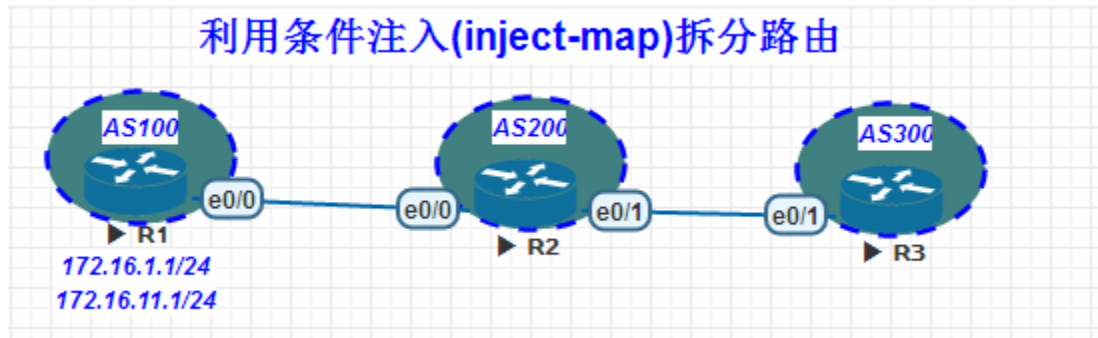 利用条件注入(inject-map)拆分路由
AS100
AS200
AS300
e0/0
e0/0
e0/1
e0/1
R1
R2
R3
172.16.1.1/24
172.16.11.1/24